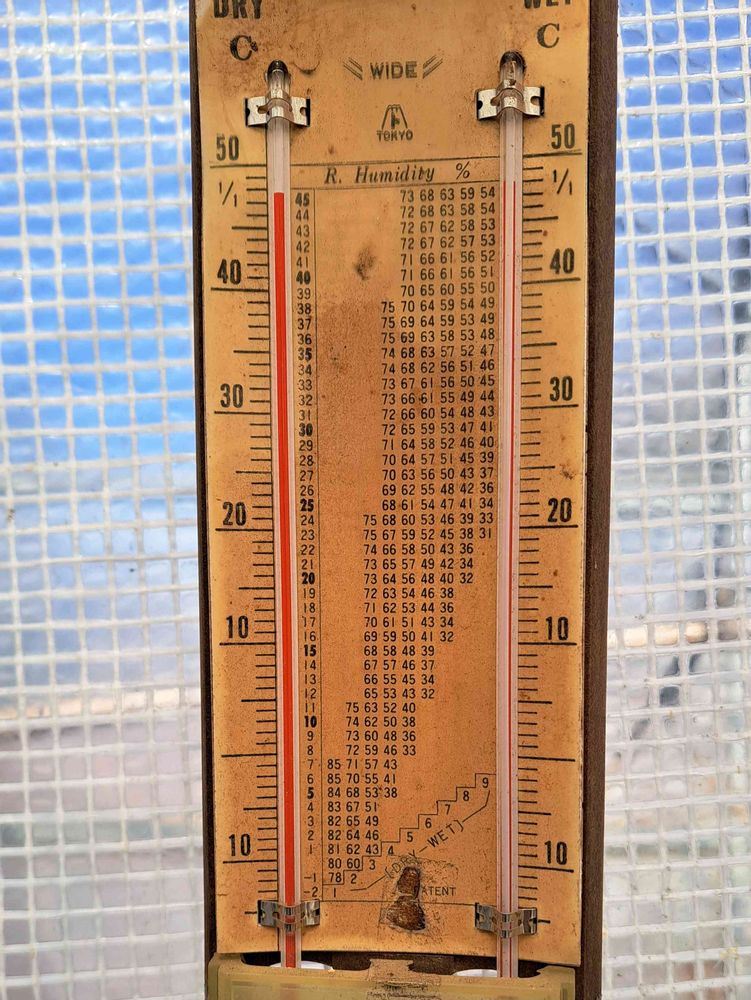 DRY WET
C C
WIDE
TOKYO
50 50
R. Humidity %
1/1 1/1
45 73 68 63 59 54
44 72 68 63 58 54
43 72 67 62 58 53
42 72 67 62 57 53
41 71 66 61 56 52
40 40 71 66 61 56 51 40
39 70 65 60 55 50
38 75 70 64 59 54 49
37 75 69 64 59 53 49
36 75 69 63 58 53 48
35 74 68 63 57 52 47
34 74 68 62 56 51 46
33 73 67 61 56 50 45
30 32 73 66 61 55 49 44 30
31 72 66 60 54 48 43
30 72 65 59 53 47 41
29 71 64 58 52 46 40
28 70 64 57 51 45 39
27 70 63 56 50 43 37
26 69 62 55 48 42 36
25 68 61 54 47 41 34
20 24 75 68 60 53 46 39 33 20
23 75 67 59 52 45 38 31
22 74 66 58 50 43 36
21 73 65 57 49 42 34
20 73 64 56 48 40 32
19 72 63 54 46 38
18 71 62 53 44 36
17 70 61 51 43 34
10 16 69 59 50 41 32 10
15 68 58 48 39
14 67 57 46 37
13 66 55 45 34
12 65 53 43 32
11 75 63 52 40
10 74 62 50 38
9 73 60 48 36
8 72 59 46 33
7 85 71 57 43
6 85 70 55 41 9
5 84 68 53 38 8
4 83 67 51 7
3 82 65 49 6
2 82 64 46 5
10 1 81 62 43 4 (DRY-WET) 10
80 60 3
-1 78 2
-2 1 PATENT